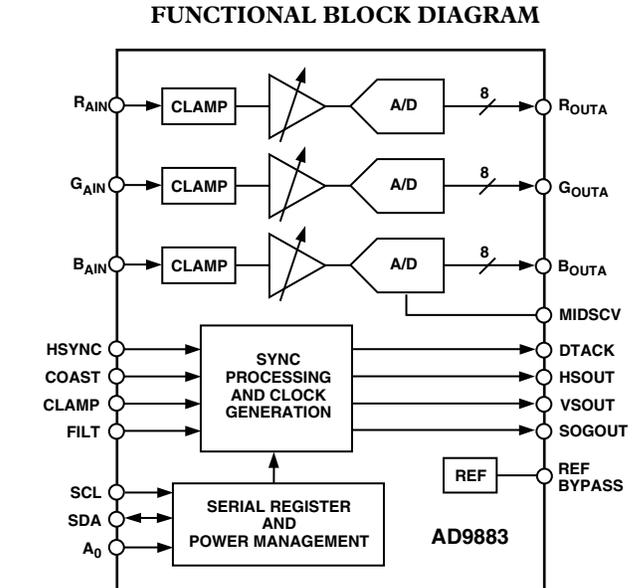 FUNCTIONAL BLOCK DIAGRAM
RAIN CLAMP A/D 8 ROUTA
GAIN CLAMP A/D 8 GOUTA
BAIN CLAMP A/D 8 BOUTA
MIDSCV
HSYNC
COAST
CLAMP
FILT
SYNC
PROCESSING
AND CLOCK
GENERATION
DTACK
HSOUT
VSOUT
SOGOUT
REF
REF
BYPASS
SCL
SDA
A0
SERIAL REGISTER
AND
POWER MANAGEMENT
AD9883